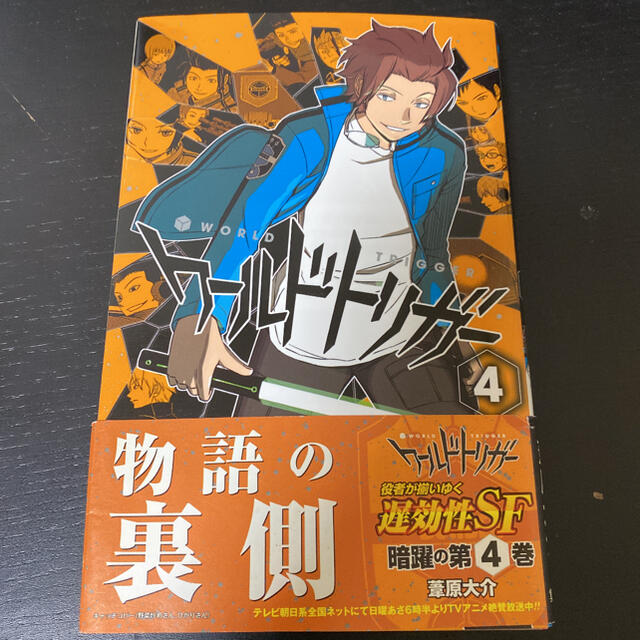 WORLD
TRIGGER
ワールドトリガー
4
物語の
裏側
WORLD TRIGGER
ワールドトリガー
役者が揃いゆく
遅効性SF
暗躍の第4巻
葦原大介
テレビ朝日系全国ネットにて日曜あさ6時半よりTVアニメ絶賛放送中!!